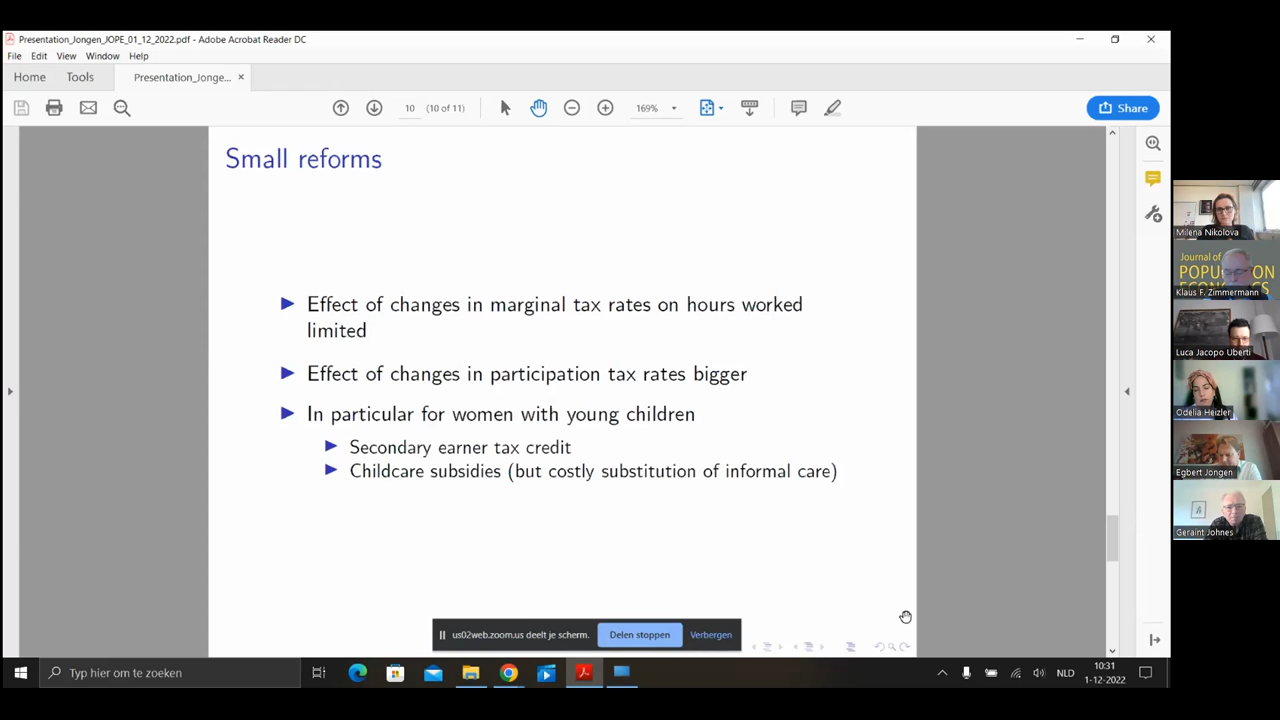 Presentation_Jongen_JOPE_01_12_2022.pdf - Adobe Acrobat Reader DC
File Edit View Window Help
Home Tools Presentation_Jonge... ×
10 (10 of 11) 169% Share
Small reforms
Effect of changes in marginal tax rates on hours worked
limited
Effect of changes in participation tax rates bigger
In particular for women with young children
Secondary earner tax credit
Childcare subsidies (but costly substitution of informal care)
us02web.zoom.us deelt je scherm. Delen stoppen Verbergen
Milena Nikolova
Journal of
POPULATION
ECONOMICS
Klaus F. Zimmermann
Luca Jacopo Uberti
Odelia Heizler
Egbert Jongen
Geraint Johnes
Typ hier om te zoeken
NLD
10:31
1-12-2022